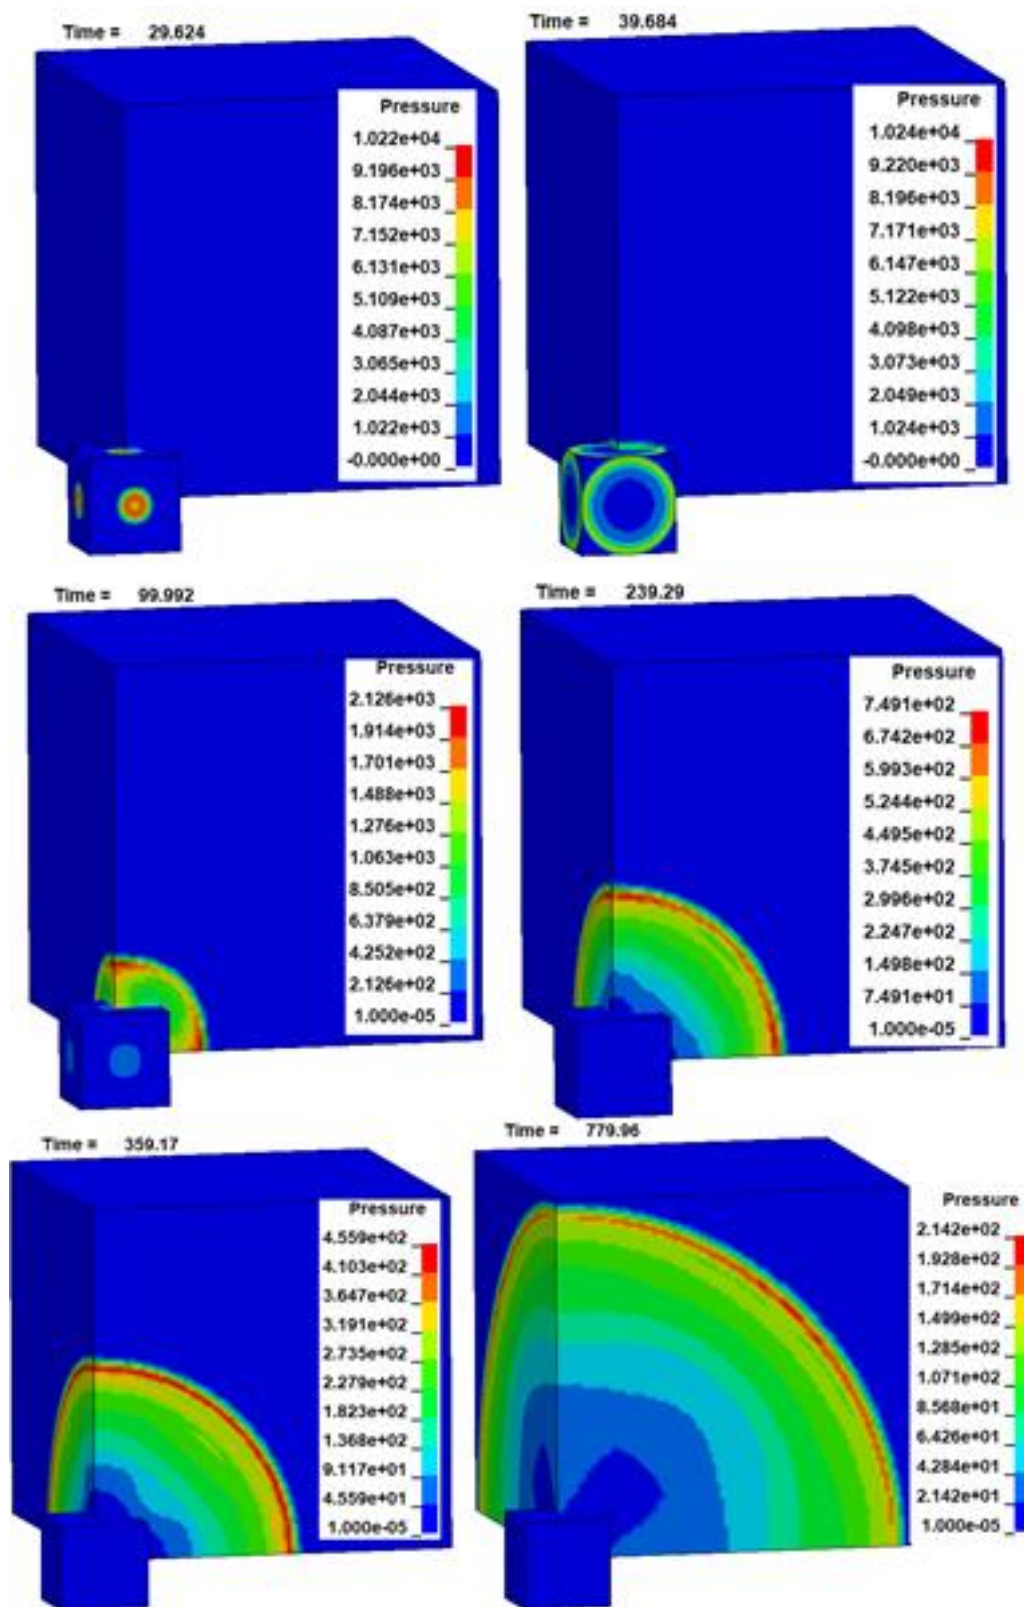 Time = 29.624
Pressure
1.022e+04
9.196e+03
8.174e+03
7.152e+03
6.131e+03
5.109e+03
4.087e+03
3.065e+03
2.044e+03
1.022e+03
-0.000e+00
Time = 39.684
Pressure
1.024e+04
9.220e+03
8.196e+03
7.171e+03
6.147e+03
5.122e+03
4.098e+03
3.073e+03
2.049e+03
1.024e+03
-0.000e+00
Time = 99.992
Pressure
2.126e+03
1.914e+03
1.701e+03
1.488e+03
1.276e+03
1.063e+03
8.505e+02
6.379e+02
4.252e+02
2.126e+02
1.000e-05
Time = 239.29
Pressure
7.491e+02
6.742e+02
5.993e+02
5.244e+02
4.495e+02
3.745e+02
2.996e+02
2.247e+02
1.498e+02
7.491e+01
1.000e-05
Time = 359.17
Pressure
4.559e+02
4.103e+02
3.647e+02
3.191e+02
2.735e+02
2.279e+02
1.823e+02
1.368e+02
9.117e+01
4.559e+01
1.000e-05
Time = 779.96
Pressure
2.142e+02
1.928e+02
1.714e+02
1.499e+02
1.285e+02
1.071e+02
8.568e+01
6.426e+01
4.284e+01
2.142e+01
1.000e-05